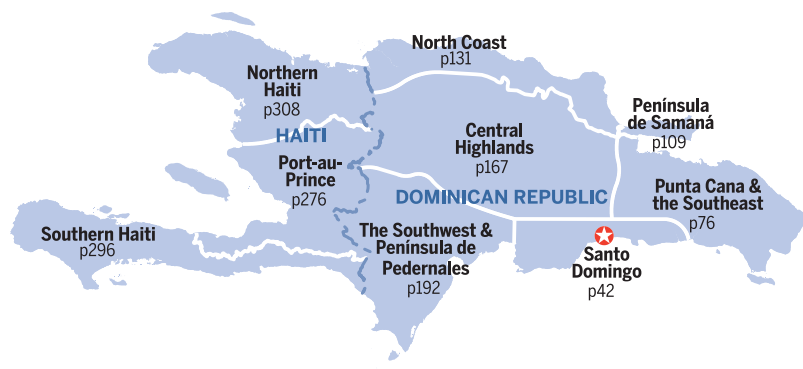 North Coast
p131
Northern
Haiti
p308
Península
de Samaná
p109
HAITI
Central
Highlands
p167
Port-au-
Prince
p276
DOMINICAN REPUBLIC
Punta Cana &
the Southeast
p76
Southern Haiti
p296
The Southwest &
Península de
Pedernales
p192
Santo
Domingo
p42